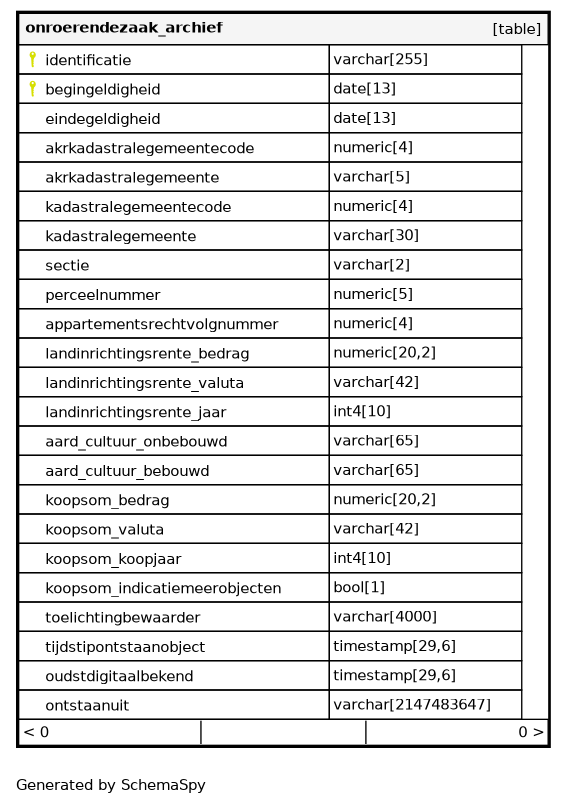 onroerendezaak_archief [table]
identificatie varchar[255]
begingeldigheid date[13]
eindegeldigheid date[13]
akrkadastralegemeentecode numeric[4]
akrkadastralegemeente varchar[5]
kadastralegemeentecode numeric[4]
kadastralegemeente varchar[30]
sectie varchar[2]
perceelnummer numeric[5]
appartementsrechtvolgnummer numeric[4]
landinrichtingsrente_bedrag numeric[20,2]
landinrichtingsrente_valuta varchar[42]
landinrichtingsrente_jaar int4[10]
aard_cultuur_onbebouwd varchar[65]
aard_cultuur_bebouwd varchar[65]
koopsom_bedrag numeric[20,2]
koopsom_valuta varchar[42]
koopsom_koopjaar int4[10]
koopsom_indicatiemeerobjecten bool[1]
toelichtingbewaarder varchar[4000]
tijdstipontstaanobject timestamp[29,6]
oudstdigitaalbekend timestamp[29,6]
ontstaanuit varchar[2147483647]
< 0 0 >
Generated by SchemaSpy